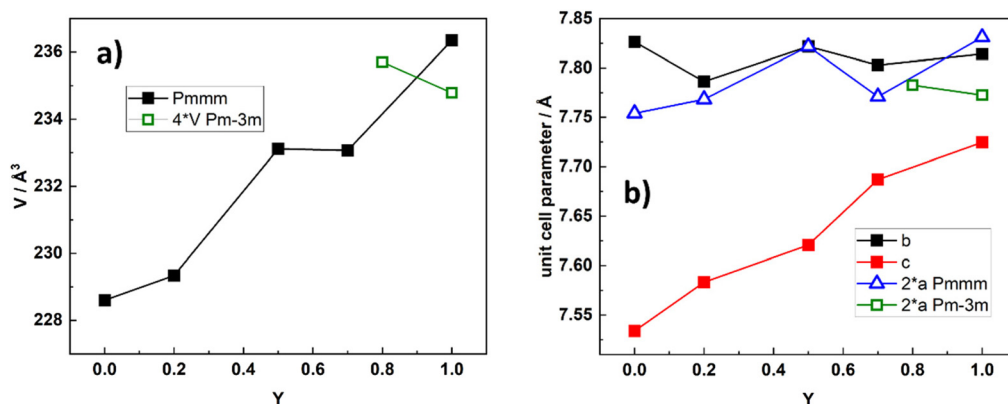 a)
Pmmm
4*V Pm-3m
V / Å³
236
234
232
230
228
0.0 0.2 0.4 0.6 0.8 1.0
Y
b)
b
c
2*a Pmmm
2*a Pm-3m
unit cell parameter / Å
7.85
7.80
7.75
7.65
7.60
7.55
0.0 0.2 0.4 0.6 0.8 1.0
Y